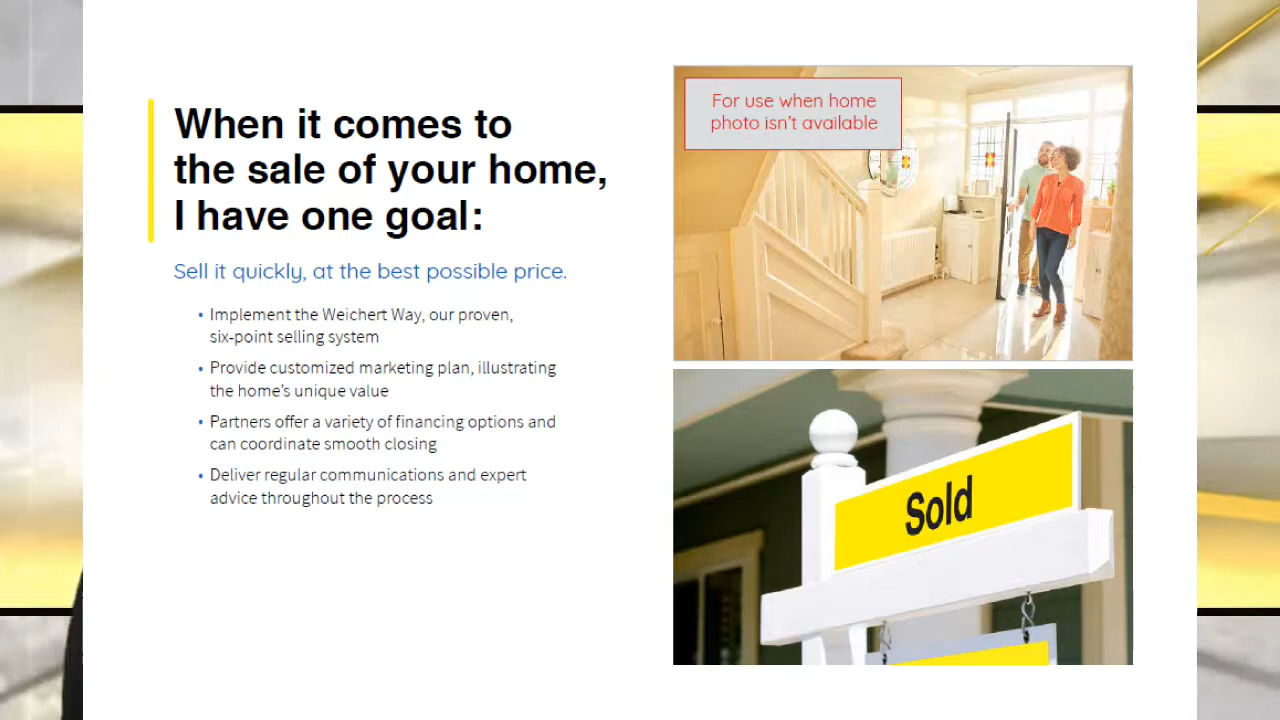 When it comes to
the sale of your home,
I have one goal:
Sell it quickly, at the best possible price.
• Implement the Weichert Way, our proven,
six-point selling system
• Provide customized marketing plan, illustrating
the home's unique value
• Partners offer a variety of financing options and
can coordinate smooth closing
• Deliver regular communications and expert
advice throughout the process
For use when home
photo isn't available
Sold